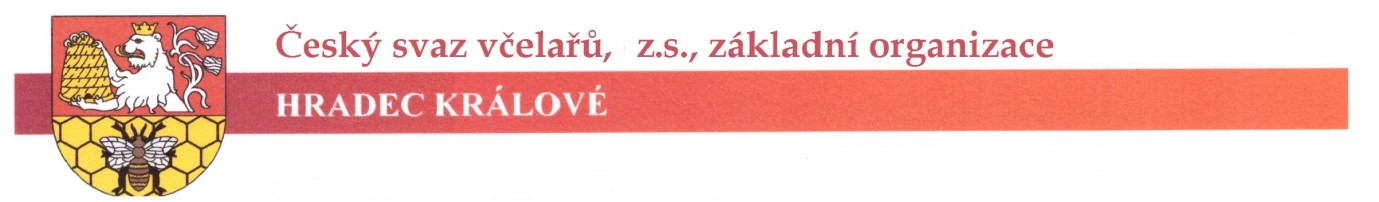 Český svaz včelařů, z.s., základní organizace
HRADEC KRÁLOVÉ